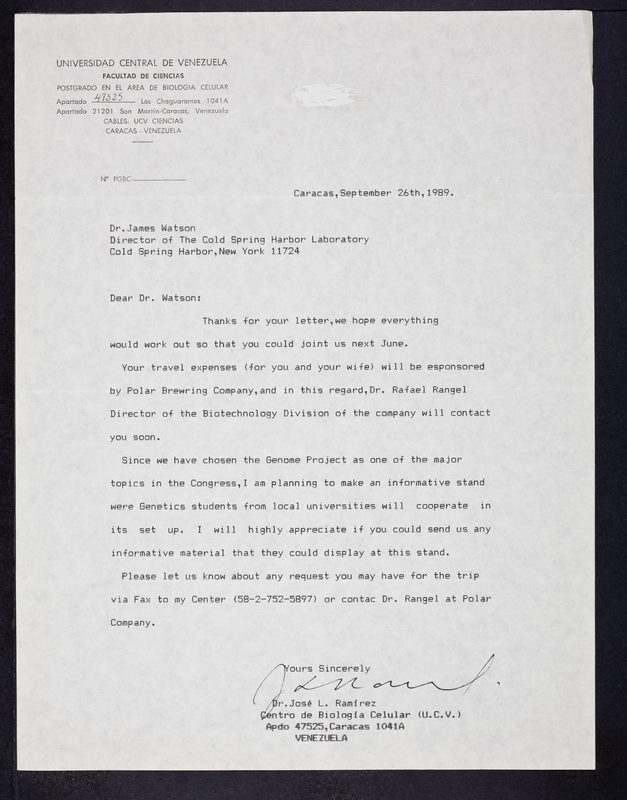 UNIVERSIDAD CENTRAL DE VENEZUELA
FACULTAD DE CIENCIAS
POSTGRADO EN EL AREA DE BIOLOGIA CELULAR
Apartado 47525 Los Chaguaramos 1041A
Apartado 21201 San Martín-Caracas, Venezuela
CABLES: UCV CIENCIAS
CARACAS - VENEZUELA
Nº PGBC-
Caracas,September 26th,1989.
Dr.James Watson
Director of The Cold Spring Harbor Laboratory
Cold Spring Harbor,New York 11724
Dear Dr. Watson:
Thanks for your letter,we hope everything
would work out so that you could joint us next June.
Your travel expenses (for you and your wife) will be esponsored
by Polar Brewring Company,and in this regard,Dr. Rafael Rangel
Director of the Biotechnology Division of the company will contact
you soon.
Since we have chosen the Genome Project as one of the major
topics in the Congress,I am planning to make an informative stand
were Genetics students from local universities will cooperate in
its set up. I will highly appreciate if you could send us any
informative material that they could display at this stand.
Please let us know about any request you may have for the trip
via Fax to my Center (58-2-752-5897) or contac Dr. Rangel at Polar
Company.
Yours Sincerely
Dr.José L. Ramírez
Centro de Biología Celular (U.C.V.)
Apdo 47525,Caracas 1041A
VENEZUELA